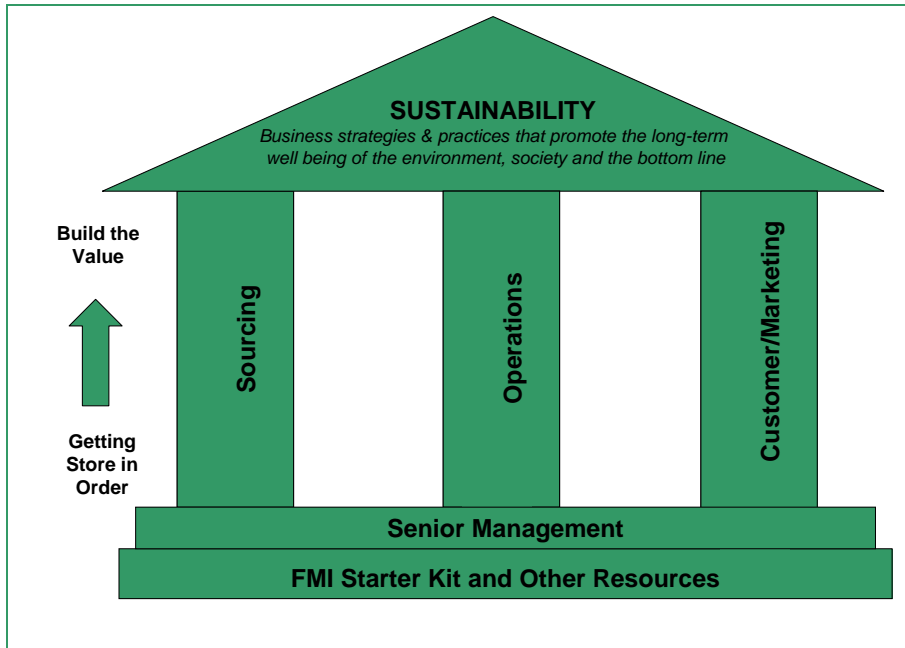 SUSTAINABILITY
Business strategies & practices that promote the long-term
well being of the environment, society and the bottom line
Build the
Value
Getting
Store in
Order
Sourcing
Operations
Customer/Marketing
Senior Management
FMI Starter Kit and Other Resources